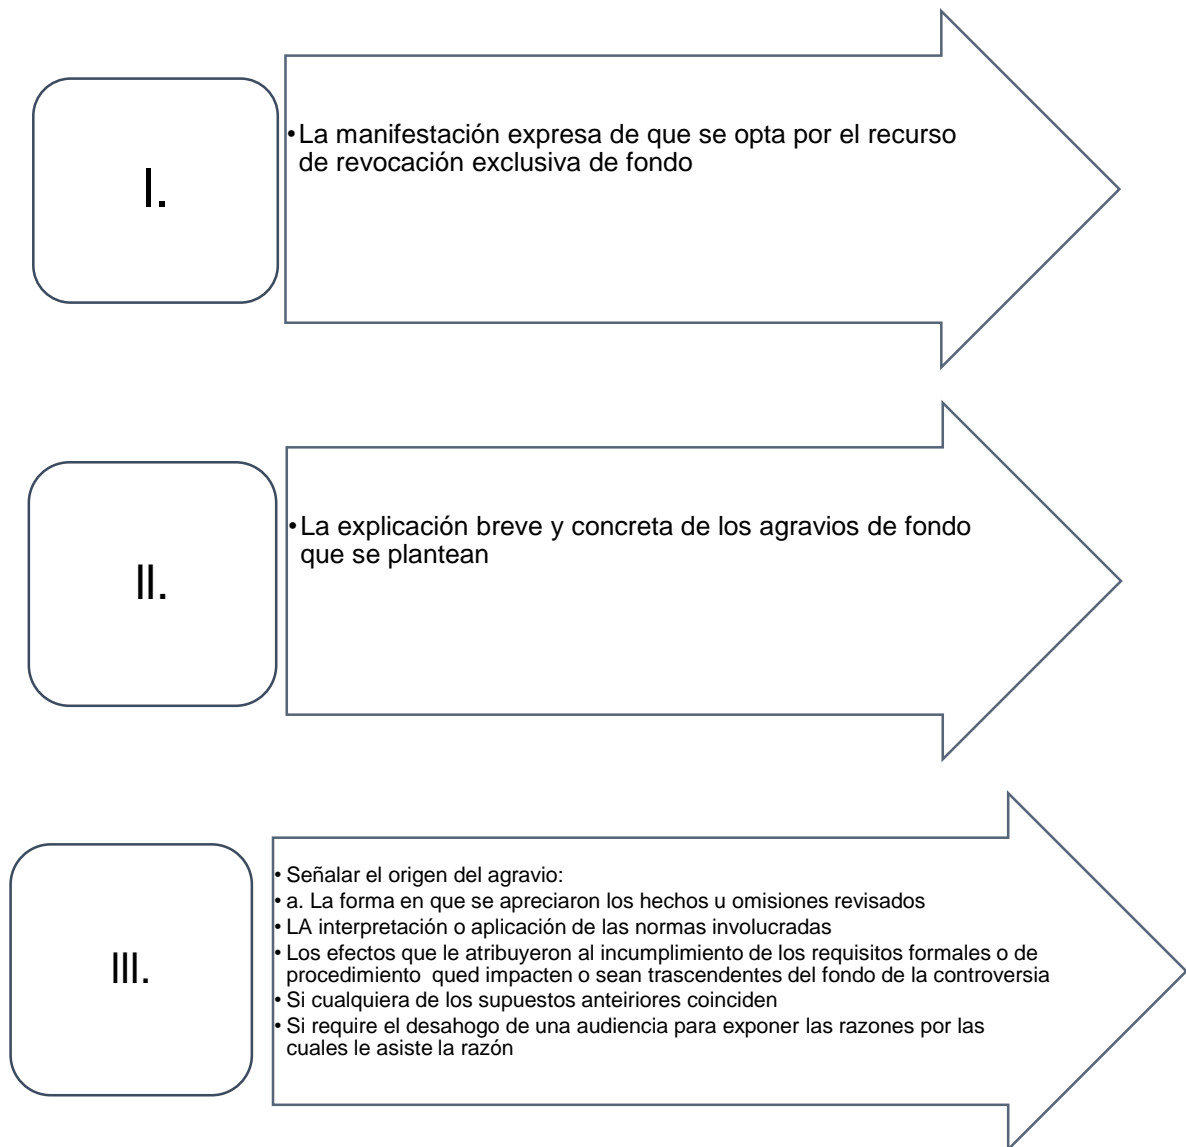 I.
•La manifestación expresa de que se opta por el recurso
de revocación exclusiva de fondo
II.
•La explicación breve y concreta de los agravios de fondo
que se plantean
III.
• Señalar el origen del agravio:
• a. La forma en que se apreciaron los hechos u omisiones revisados
• LA interpretación o aplicación de las normas involucradas
• Los efectos que le atribuyeron al incumplimiento de los requisitos formales o de
procedimiento qued impacten o sean trascendentes del fondo de la controversia
• Si cualquiera de los supuestos anteiriores coinciden
• Si require el desahogo de una audiencia para exponer las razones por las
cuales le asiste la razón